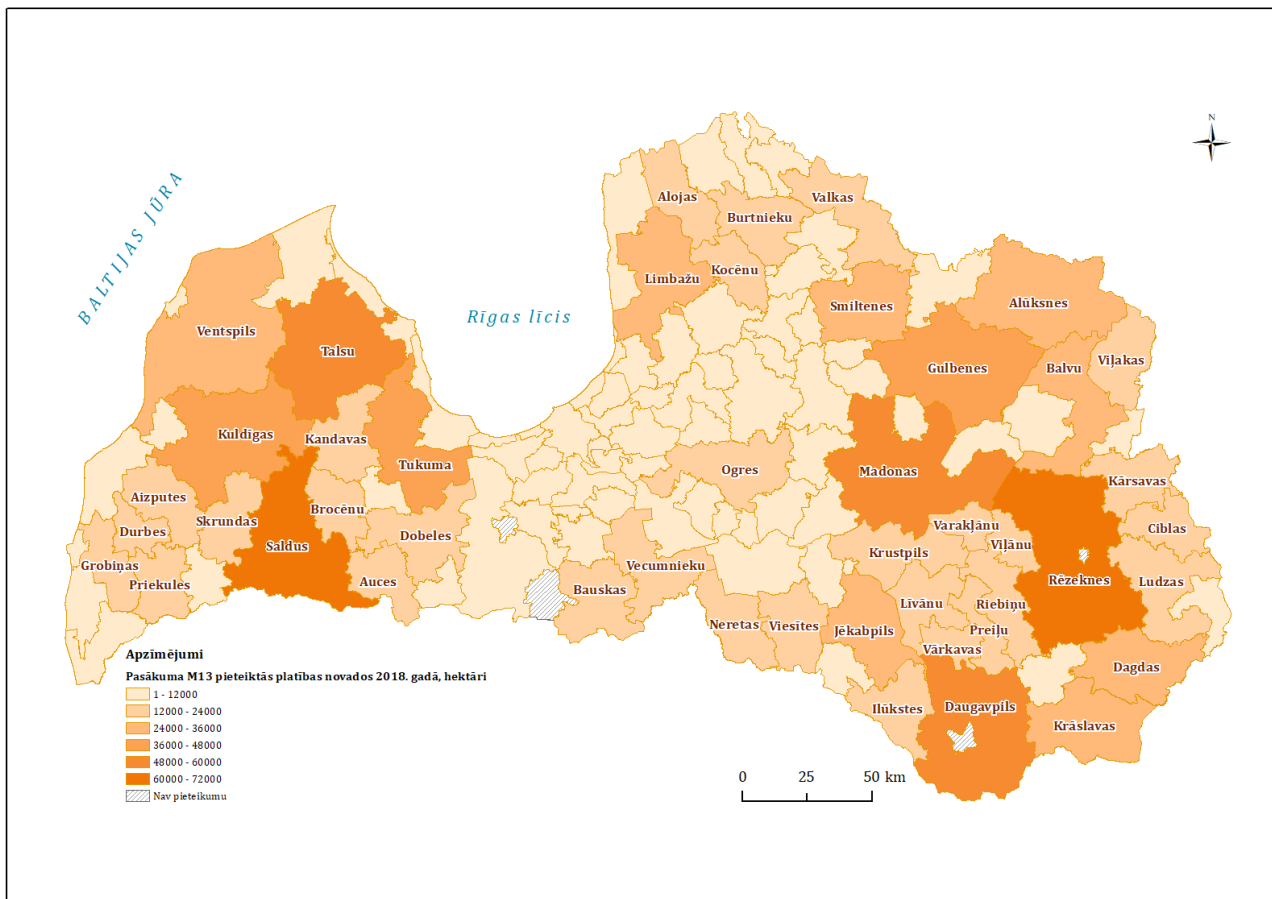 N
BALTIJAS JŪRA
Rīgas līcis
Alojas
Valkas
Burtnieku
Limbažu
Kocēnu
Smiltenes
Alūksnes
Ventspils
Talsu
Gulbenes
Balvu
Viļakas
Kuldīgas
Kandavas
Tukuma
Ogres
Madonas
Aizputes
Skrundas
Brocēnu
Durbes
Saldus
Dobeles
Grobiņas
Priekules
Auces
Bauskas
Vecumnieku
Varakļānu
Krustpils
Viļānu
Kārsavas
Ciblas
Rēzeknes
Ludzas
Neretas
Viesītes
Jēkabpils
Līvānu
Riebiņu
Preiļu
Vārkavas
Dagdas
Ilūkstes
Daugavpils
Krāslavas
Apzīmējumi
Pasākuma M13 pieteiktās platības novados 2018. gadā, hektāri
1 - 12000
12000 - 24000
24000 - 36000
36000 - 48000
48000 - 60000
60000 - 72000
Nav pieteikumu
0 25 50 km